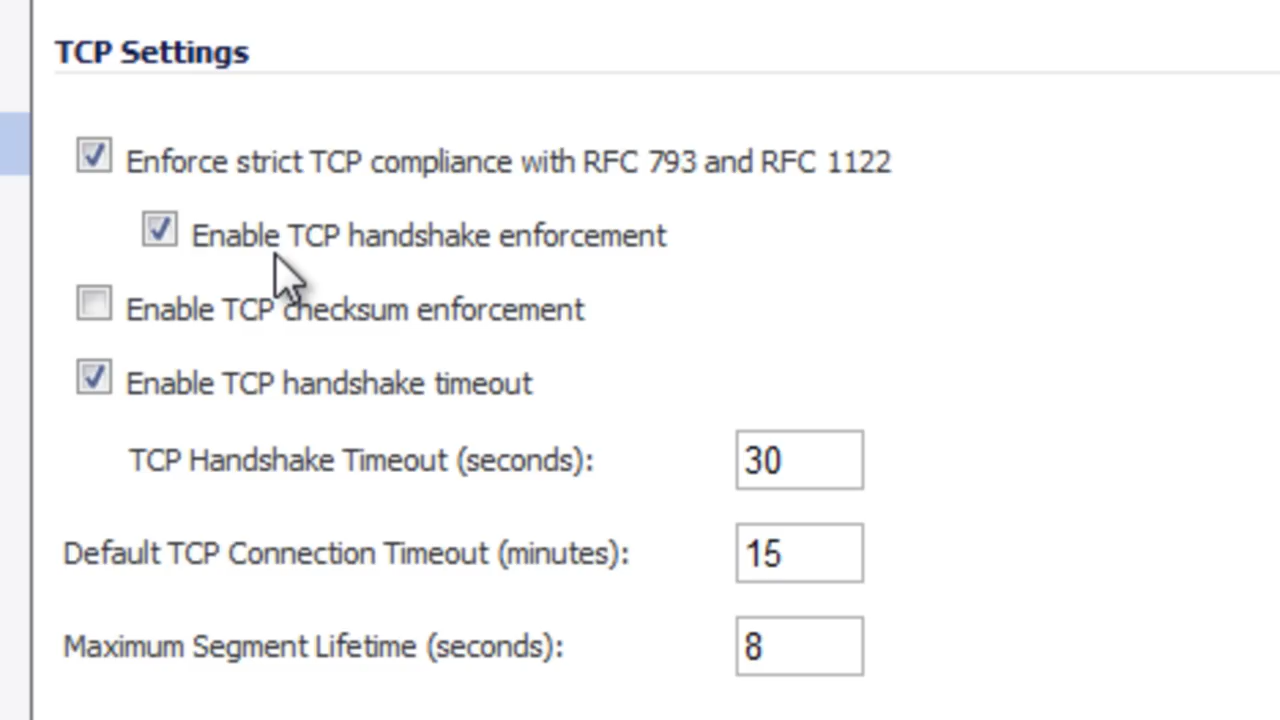 TCP Settings
Enforce strict TCP compliance with RFC 793 and RFC 1122
Enable TCP handshake enforcement
Enable TCP checksum enforcement
Enable TCP handshake timeout
TCP Handshake Timeout (seconds): 30
Default TCP Connection Timeout (minutes): 15
Maximum Segment Lifetime (seconds): 8